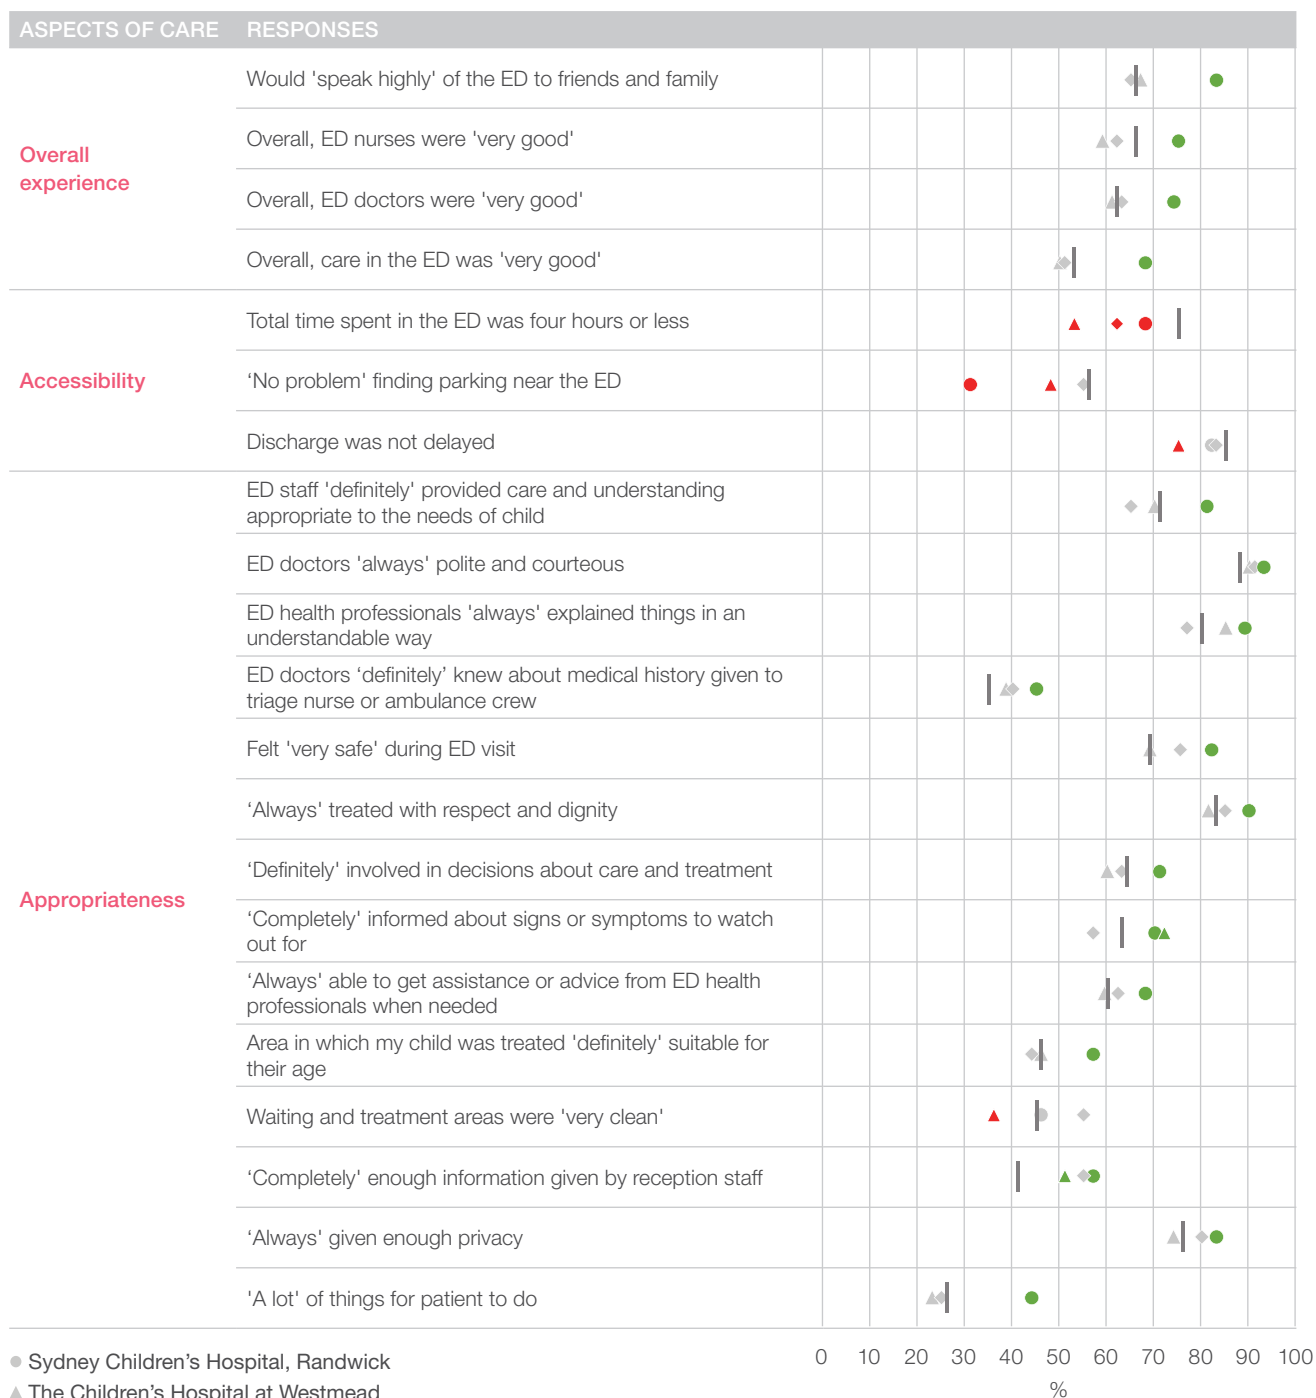 ASPECTS OF CARE RESPONSES
Overall
experience
Would 'speak highly' of the ED to friends and family
Overall, ED nurses were 'very good'
Overall, ED doctors were 'very good'
Overall, care in the ED was 'very good'
Accessibility
Total time spent in the ED was four hours or less
‘No problem' finding parking near the ED
Discharge was not delayed
Appropriateness
ED staff 'definitely' provided care and understanding
appropriate to the needs of child
ED doctors 'always' polite and courteous
ED health professionals 'always' explained things in an
understandable way
ED doctors ‘definitely’ knew about medical history given to
triage nurse or ambulance crew
Felt 'very safe' during ED visit
‘Always' treated with respect and dignity
‘Definitely' involved in decisions about care and treatment
‘Completely' informed about signs or symptoms to watch
out for
‘Always' able to get assistance or advice from ED health
professionals when needed
Area in which my child was treated 'definitely' suitable for
their age
Waiting and treatment areas were 'very clean'
‘Completely' enough information given by reception staff
‘Always' given enough privacy
'A lot' of things for patient to do
0 10 20 30 40 50 60 70 80 90 100
%
Sydney Children’s Hospital, Randwick
The Children’s Hospital at Westmead